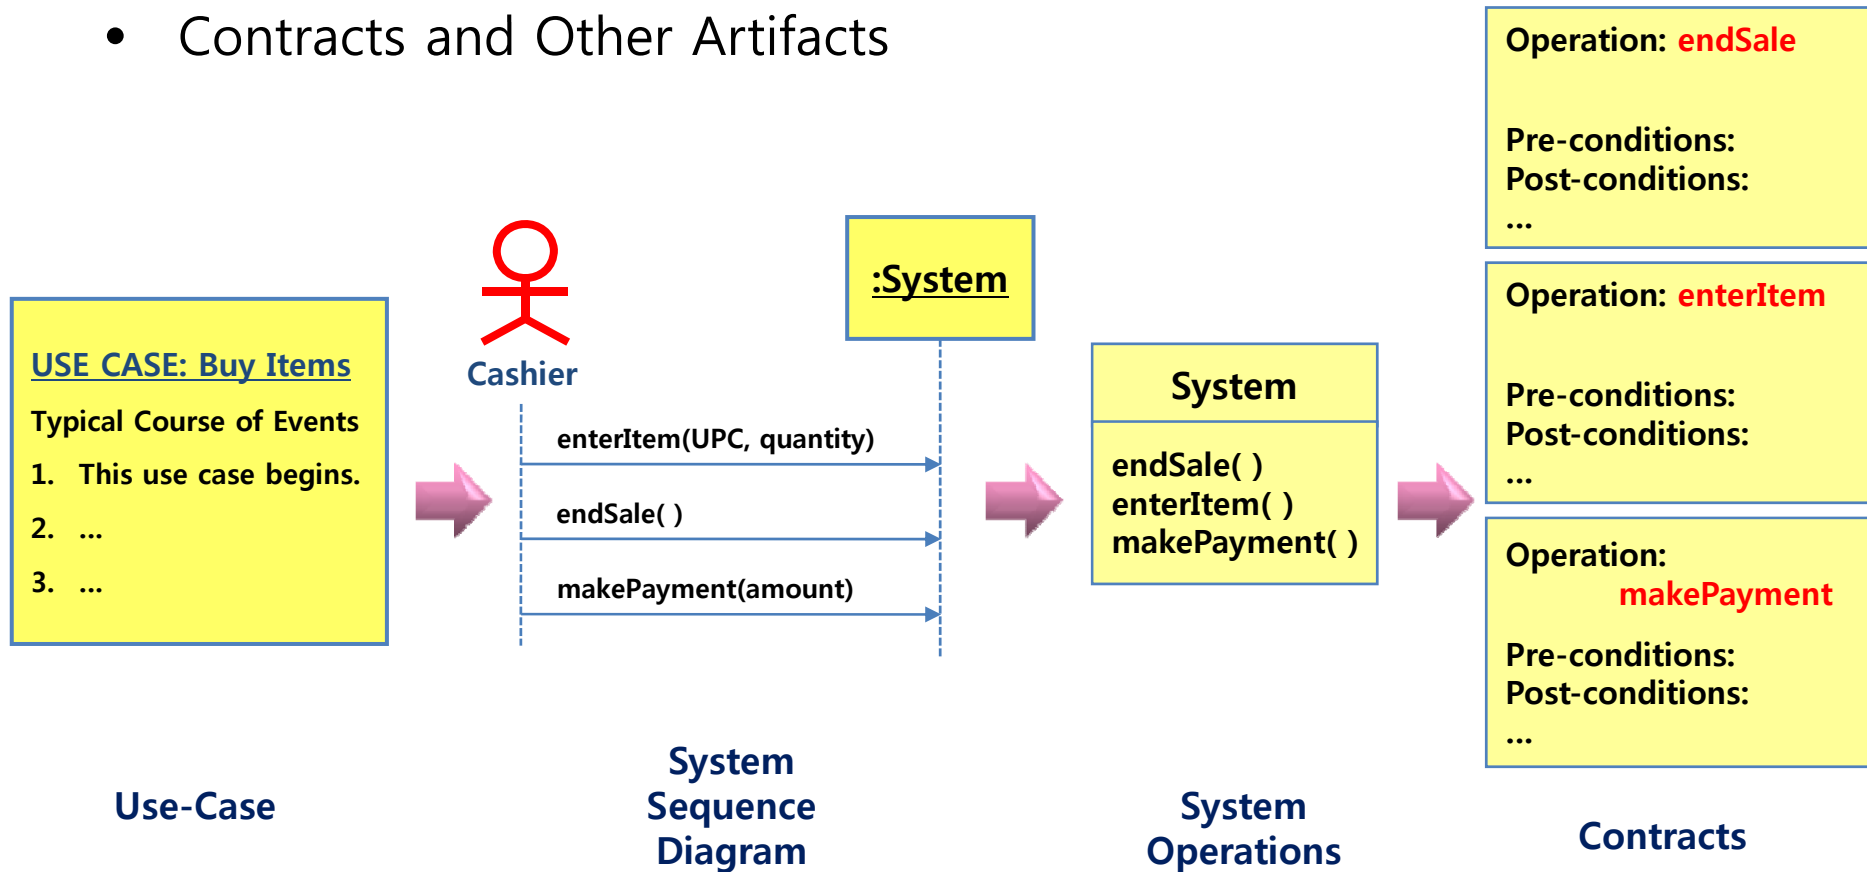 • Contracts and Other Artifacts
USE CASE: Buy Items
Typical Course of Events
1. This use case begins.
2. ...
3. ...
Cashier
:System
enterItem(UPC, quantity)
endSale( )
makePayment(amount)
System
endSale( )
enterItem( )
makePayment( )
Operation: endSale
Pre-conditions:
Post-conditions:
...
Operation: enterItem
Pre-conditions:
Post-conditions:
...
Operation:
makePayment
Pre-conditions:
Post-conditions:
...
Use-Case
System
Sequence
Diagram
System
Operations
Contracts